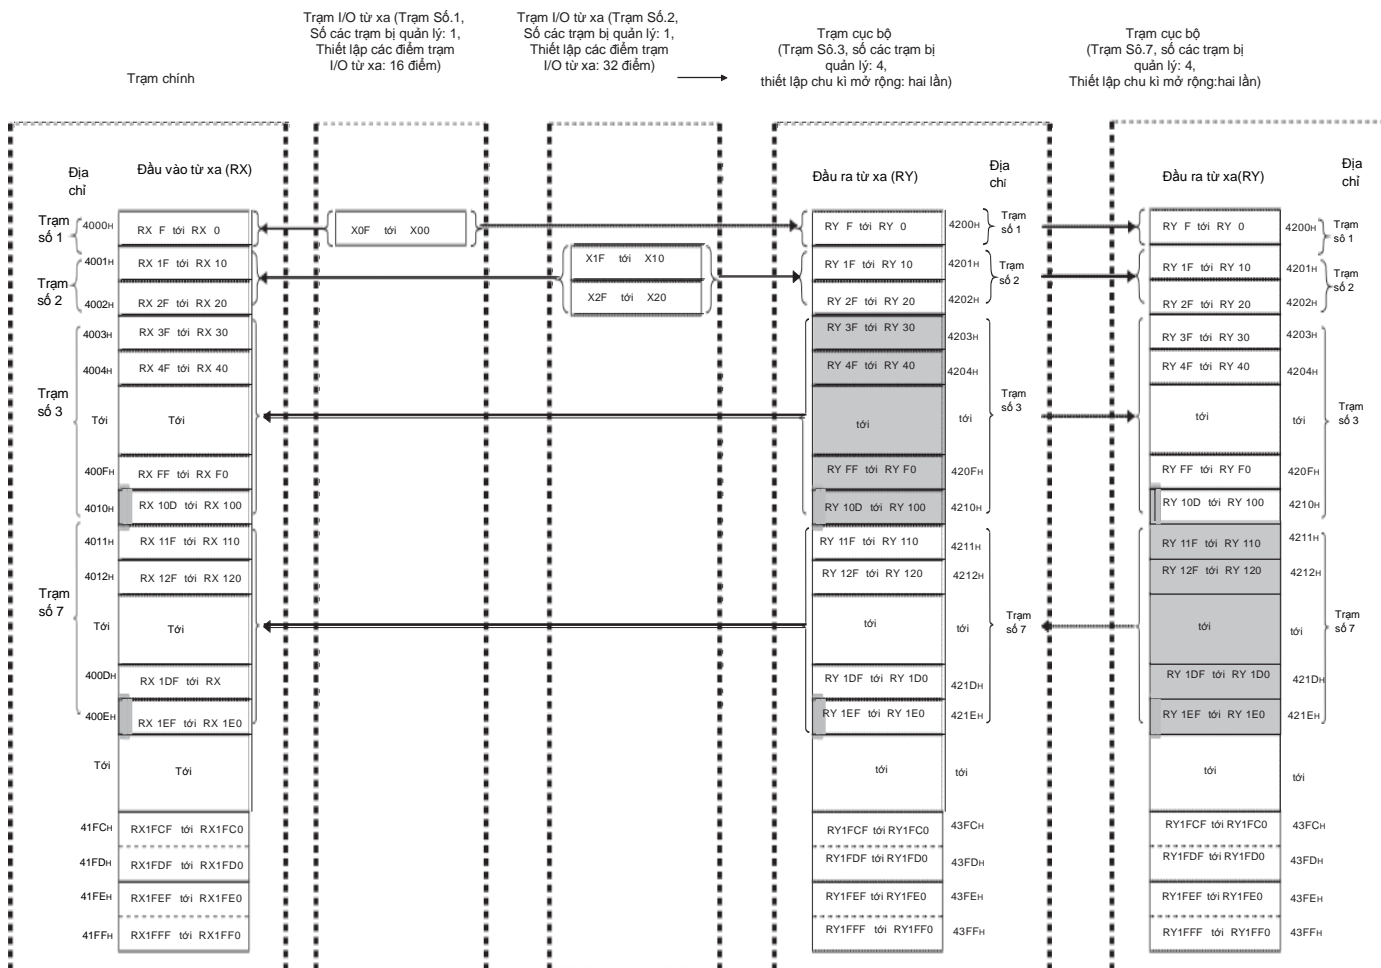 Trạm chính
Trạm I/O từ xa (Trạm Số.1,
Số các trạm bị quản lý: 1,
Thiết lập các điểm trạm
I/O từ xa: 16 điểm)
Trạm I/O từ xa (Trạm Số.2,
Số các trạm bị quản lý: 1,
Thiết lập các điểm trạm
I/O từ xa: 32 điểm)
Trạm cục bộ
(Trạm Sô.3, số các trạm bị
quản lý: 4,
thiết lập chu kì mở rộng: hai lần)
Trạm cục bộ
(Trạm Sô.7, số các trạm bị
quản lý: 4,
Thiết lập chu kì mở rộng:hai lần)
Địa
chỉ
Đầu vào từ xa (RX)
Trạm
số 1
4000H
RX F tới RX 0
Trạm
số 2
4001H
RX 1F tới RX 10
4002H
RX 2F tới RX 20
Trạm
số 3
4003H
RX 3F tới RX 30
4004H
RX 4F tới RX 40
Tới
Tới
400FH
RX FF tới RX F0
4010H
RX 10D tới RX 100
Trạm
số 7
4011H
RX 11F tới RX 110
4012H
RX 12F tới RX 120
Tới
Tới
400DH
RX 1DF tới RX
400EH
RX 1EF tới RX 1E0
Tới
Tới
41FCH
RX1FCF tới RX1FC0
41FDH
RX1FDF tới RX1FD0
41FEH
RX1FEF tới RX1FE0
41FFH
RX1FFF tới RX1FF0
X0F tới X00
X1F tới X10
X2F tới X20
Đầu ra từ xa (RY)
Địa
chỉ
RY F tới RY 0
4200H
Trạm
số 1
RY 1F tới RY 10
4201H
RY 2F tới RY 20
4202H
Trạm
số 2
RY 3F tới RY 30
4203H
RY 4F tới RY 40
4204H
tới
tới
Trạm
số 3
RY FF tới RY F0
420FH
RY 10D tới RY 100
4210H
RY 11F tới RY 110
4211H
RY 12F tới RY 120
4212H
tới
tới
Trạm
số 7
RY 1DF tới RY 1D0
421DH
RY 1EF tới RY 1E0
421EH
tới
tới
RY1FCF tới RY1FC0
43FCH
RY1FDF tới RY1FD0
43FDH
RY1FEF tới RY1FE0
43FEH
RY1FFF tới RY1FF0
43FFH
Đầu ra từ xa(RY)
Địa
chỉ
RY F tới RY 0
4200H
Trạm
sô 1
RY 1F tới RY 10
4201H
RY 2F tới RY 20
4202H
Trạm
số 2
RY 3F tới RY 30
4203H
RY 4F tới RY 40
4204H
tới
tới
Trạm
số 3
RY FF tới RY F0
420FH
RY 10D tới RY 100
4210H
RY 11F tới RY 110
4211H
RY 12F tới RY 120
4212H
tới
tới
Trạm
số 7
RY 1DF tới RY 1D0
421DH
RY 1EF tới RY 1E0
421EH
tới
tới
RY1FCF tới RY1FC0
43FCH
RY1FDF tới RY1FD0
43FDH
RY1FEF tới RY1FE0
43FEH
RY1FFF tới RY1FF0
43FFH